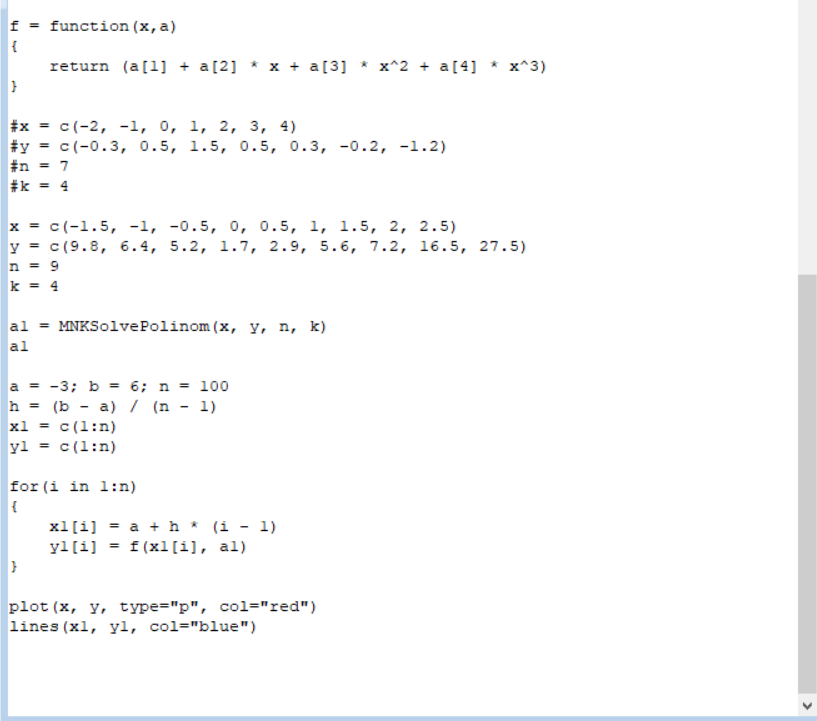 f = function(x,a)
{
    return (a[1] + a[2] * x + a[3] * x^2 + a[4] * x^3)
}
#x = c(-2, -1, 0, 1, 2, 3, 4)
#y = c(-0.3, 0.5, 1.5, 0.5, 0.3, -0.2, -1.2)
#n = 7
#k = 4
x = c(-1.5, -1, -0.5, 0, 0.5, 1, 1.5, 2, 2.5)
y = c(9.8, 6.4, 5.2, 1.7, 2.9, 5.6, 7.2, 16.5, 27.5)
n = 9
k = 4
a1 = MNKSolvePolinom(x, y, n, k)
a1
a = -3; b = 6; n = 100
h = (b - a) / (n - 1)
x1 = c(1:n)
y1 = c(1:n)
for(i in 1:n)
{
    x1[i] = a + h * (i - 1)
    y1[i] = f(x1[i], a1)
}
plot(x, y, type="p", col="red")
lines(x1, y1, col="blue")